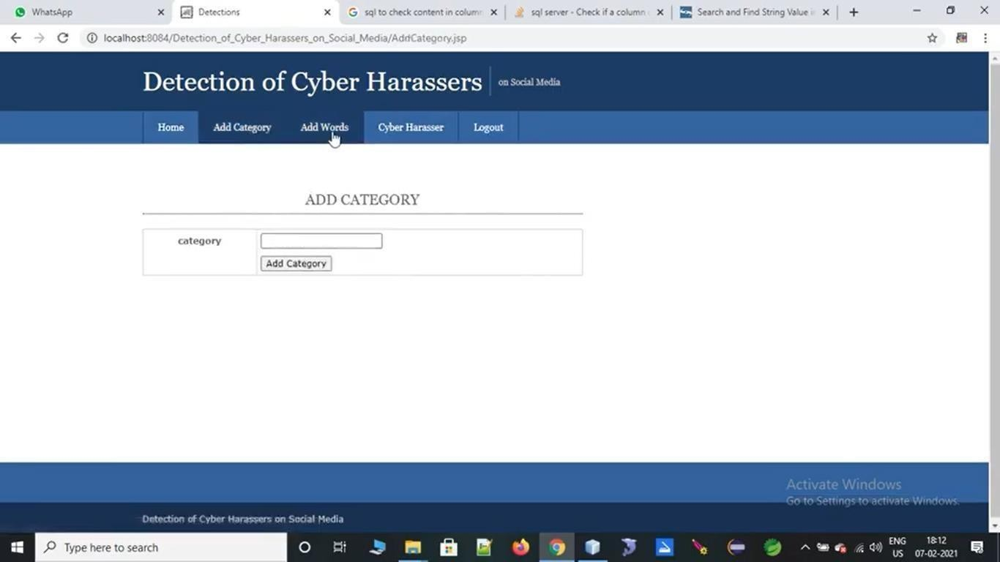 WhatsApp
Detections
sql to check content in column
sql server - Check if a column
Search and Find String Value i
localhost:8084/Detection_of_Cyber_Harassers_on_Social_Media/AddCategory.jsp
Detection of Cyber Harassers
on Social Media
Home Add Category Add Words Cyber Harasser Logout
ADD CATEGORY
category
Add Category
Activate Windows
Go to Settings to activate Windows.
Detection of Cyber Harassers on Social Media
Type here to search
ENG
US
18:12
07-02-2021